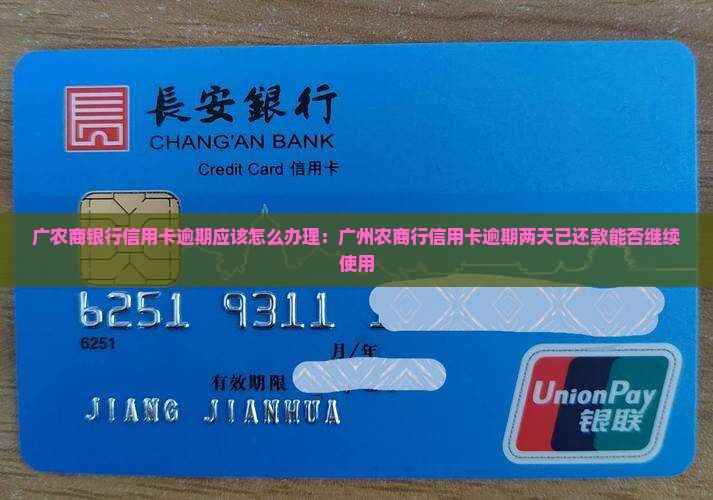 長安銀行
CHANG'AN BANK
Credit Card 信用卡
广农商银行信用卡逾期应该怎么办理：广州农商行信用卡逾期两天已还款能否继续
使用
6251 9311 1
6251
月/年
有效期限
JIANG JIANHUA
UnionPay
银联